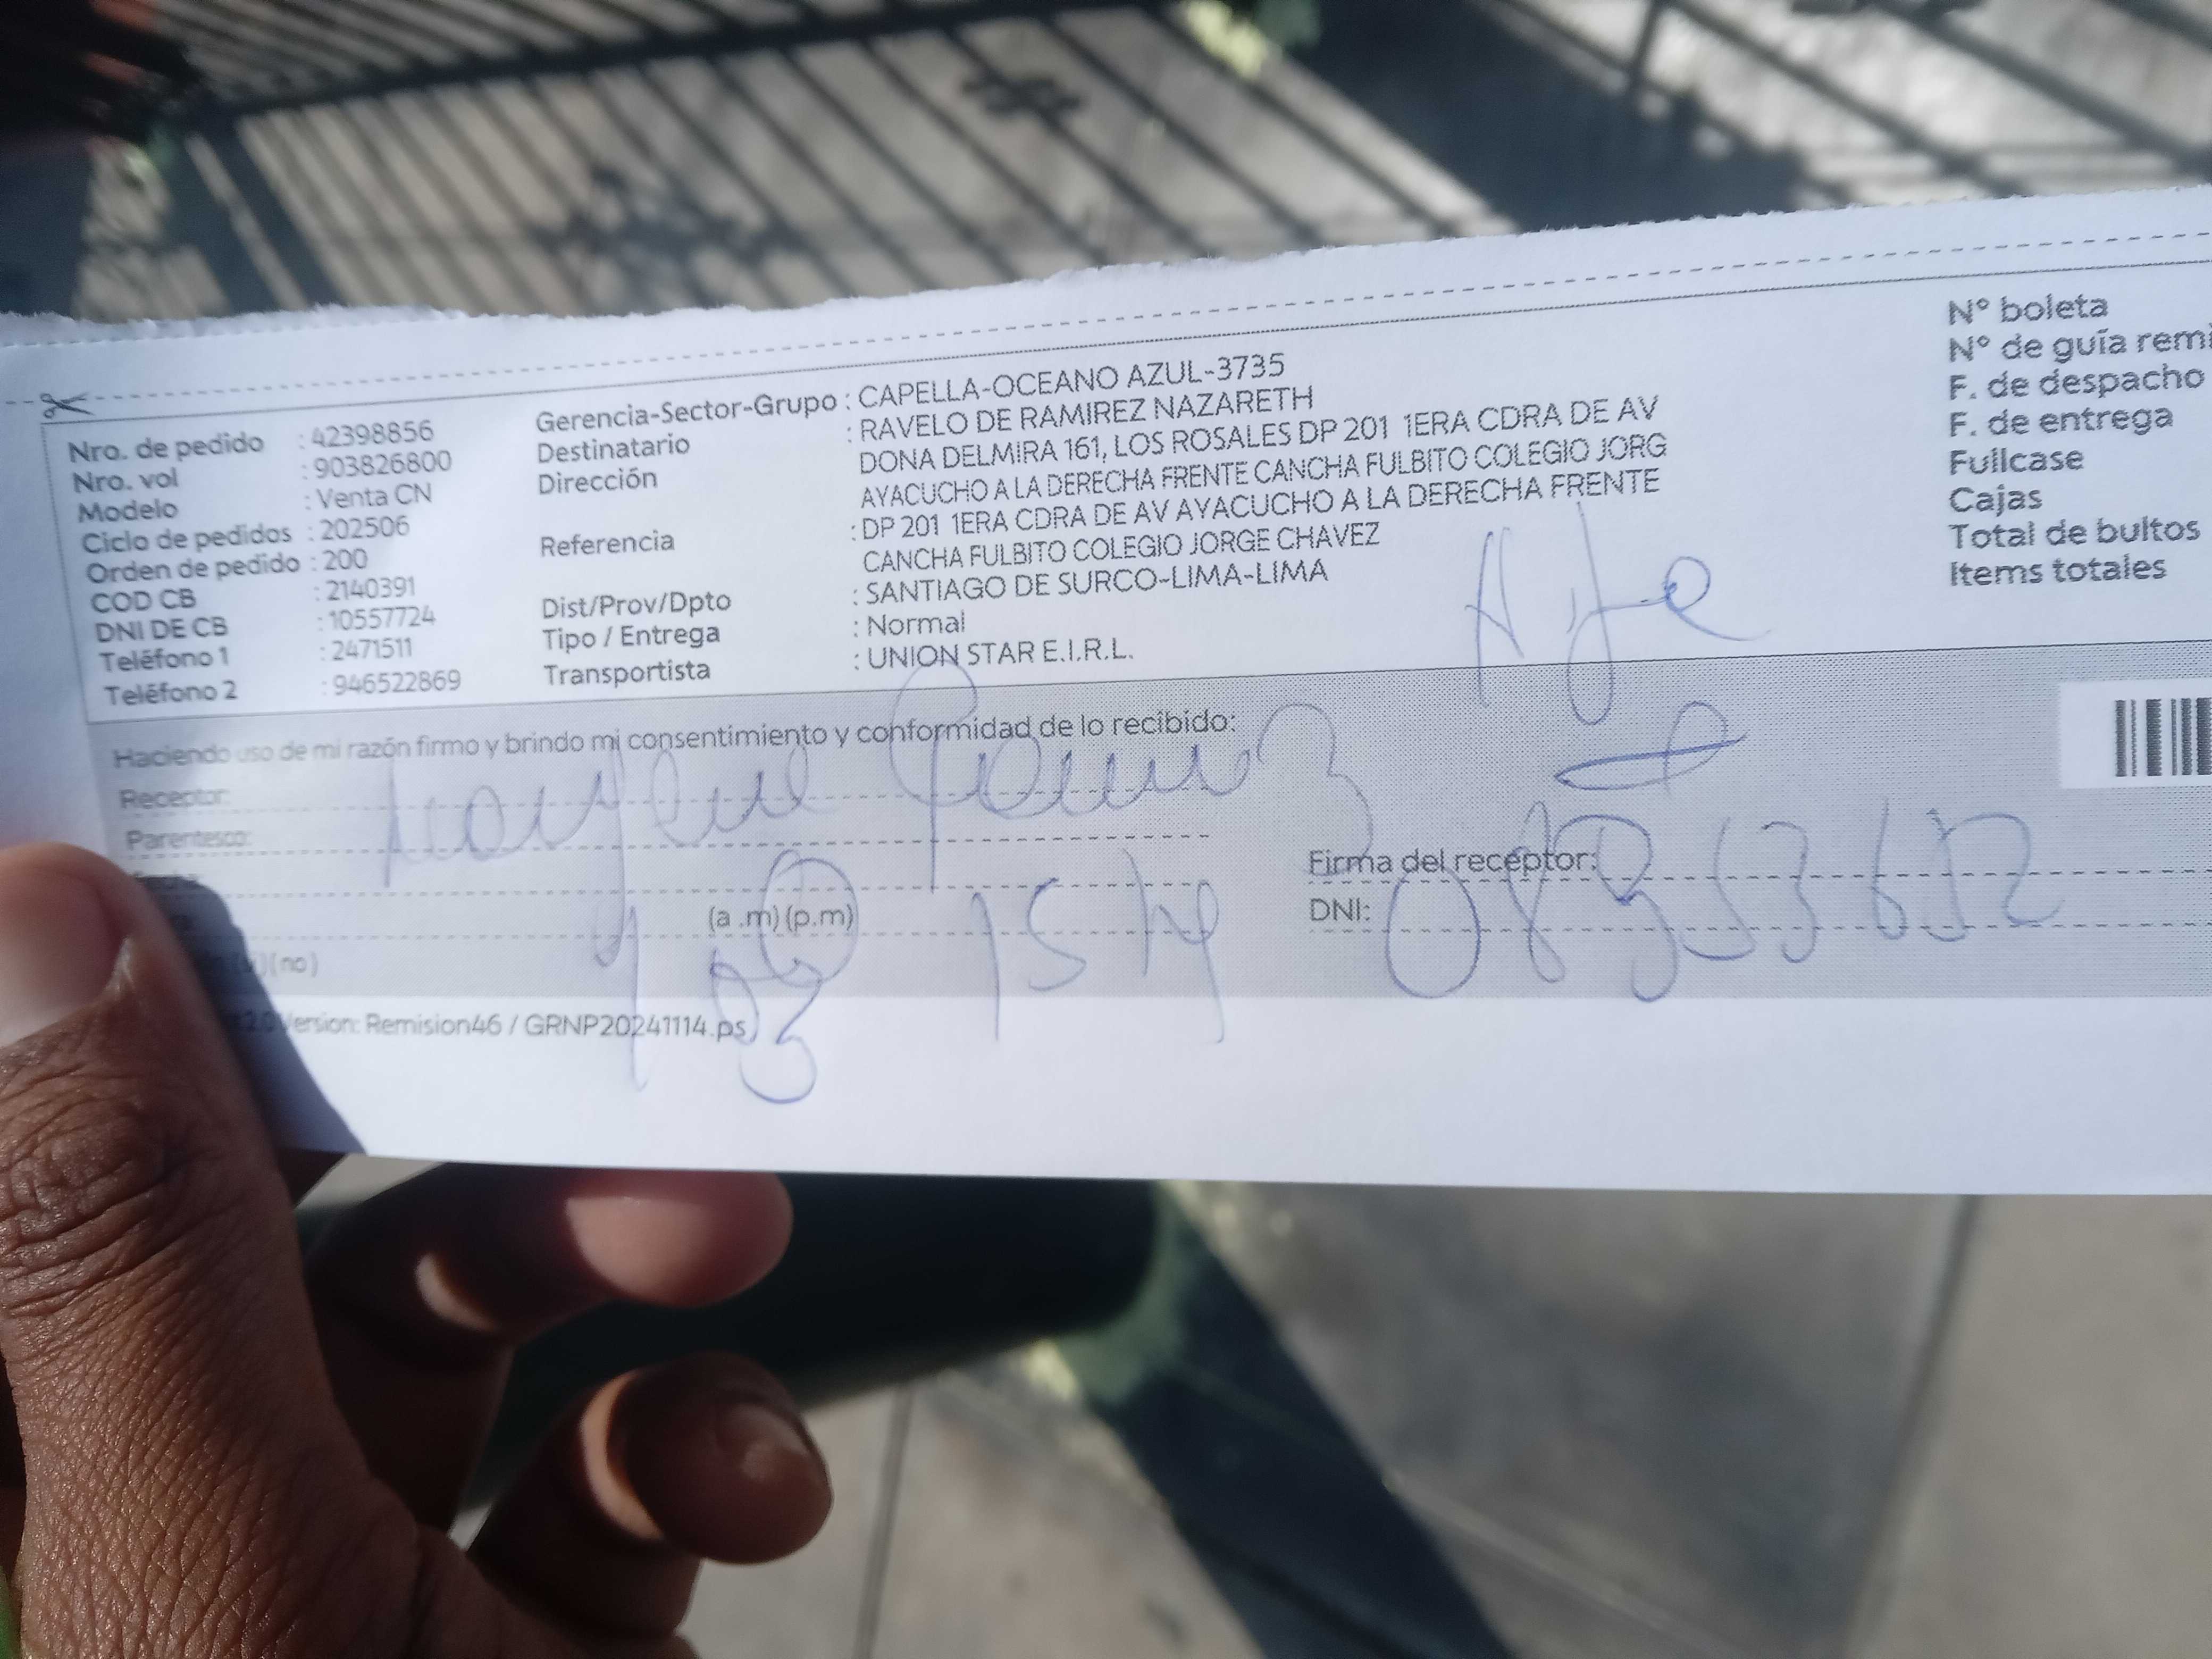 Nro. de pedido : 42398856
Nro. vol : 903826800
Modelo : Venta CN
Ciclo de pedidos : 202506
Orden de pedido : 200
COD CB : 2140391
DNI DE CB : 10557724
Teléfono 1 : 2471511
Teléfono 2 : 946522869
Gerencia-Sector-Grupo : CAPELLA-OCEANO AZUL-3735
Destinatario : RAVELO DE RAMIREZ NAZARETH
Dirección DONA DELMIRA 161, LOS ROSALES DP 201 1ERA CDRA DE AV
AYACUCHO A LA DERECHA FRENTE CANCHA FULBITO COLEGIO JORG
Referencia : DP 201 1ERA CDRA DE AV AYACUCHO A LA DERECHA FRENTE
CANCHA FULBITO COLEGIO JORGE CHAVEZ
Dist/Prov/Dpto : SANTIAGO DE SURCO-LIMA-LIMA
Tipo / Entrega : Normal
Transportista : UNION STAR E.I.R.L.
Nº boleta
Nº de guía remi
F. de despacho
F. de entrega
Fullcase
Cajas
Total de bultos
Items totales
Haciendo uso de mi razón firmo y brindo mi consentimiento y conformidad de lo recibido:
Receptor:
Parentesco:
(a .m) (p.m)
(no)
Firma del receptor:
DNI:
Version: Remision46 / GRNP20241114.ps